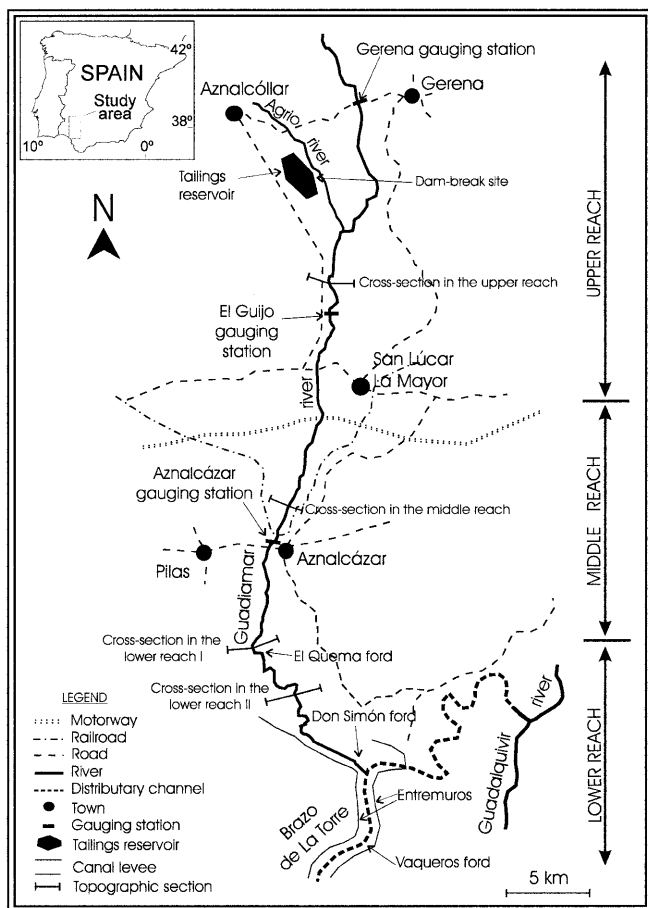 42º
SPAIN
Study
area
38º
10º
0º
Gerena gauging station
Gerena
Aznalcóllar
Agrio
river
Tailings
reservoir
Dam-break site
N
Cross-section in the upper reach
El Guijo
gauging
station
San Lúcar
La Mayor
river
UPPER REACH
Aznalcázar
gauging station
Cross-section in the middle reach
Pilas
Aznalcázar
Guadiamar
MIDDLE REACH
Cross-section in the
lower reach I
El Quema ford
Cross-section in the
lower reach II
Don Simón ford
river
Guadalquivir
Entremuros
Brazo
de La Torre
Vaqueros ford
LOWER REACH
5 km
LEGEND
Motorway
Railroad
Road
River
Distributary channel
Town
Gauging station
Tailings reservoir
Canal levee
Topographic section